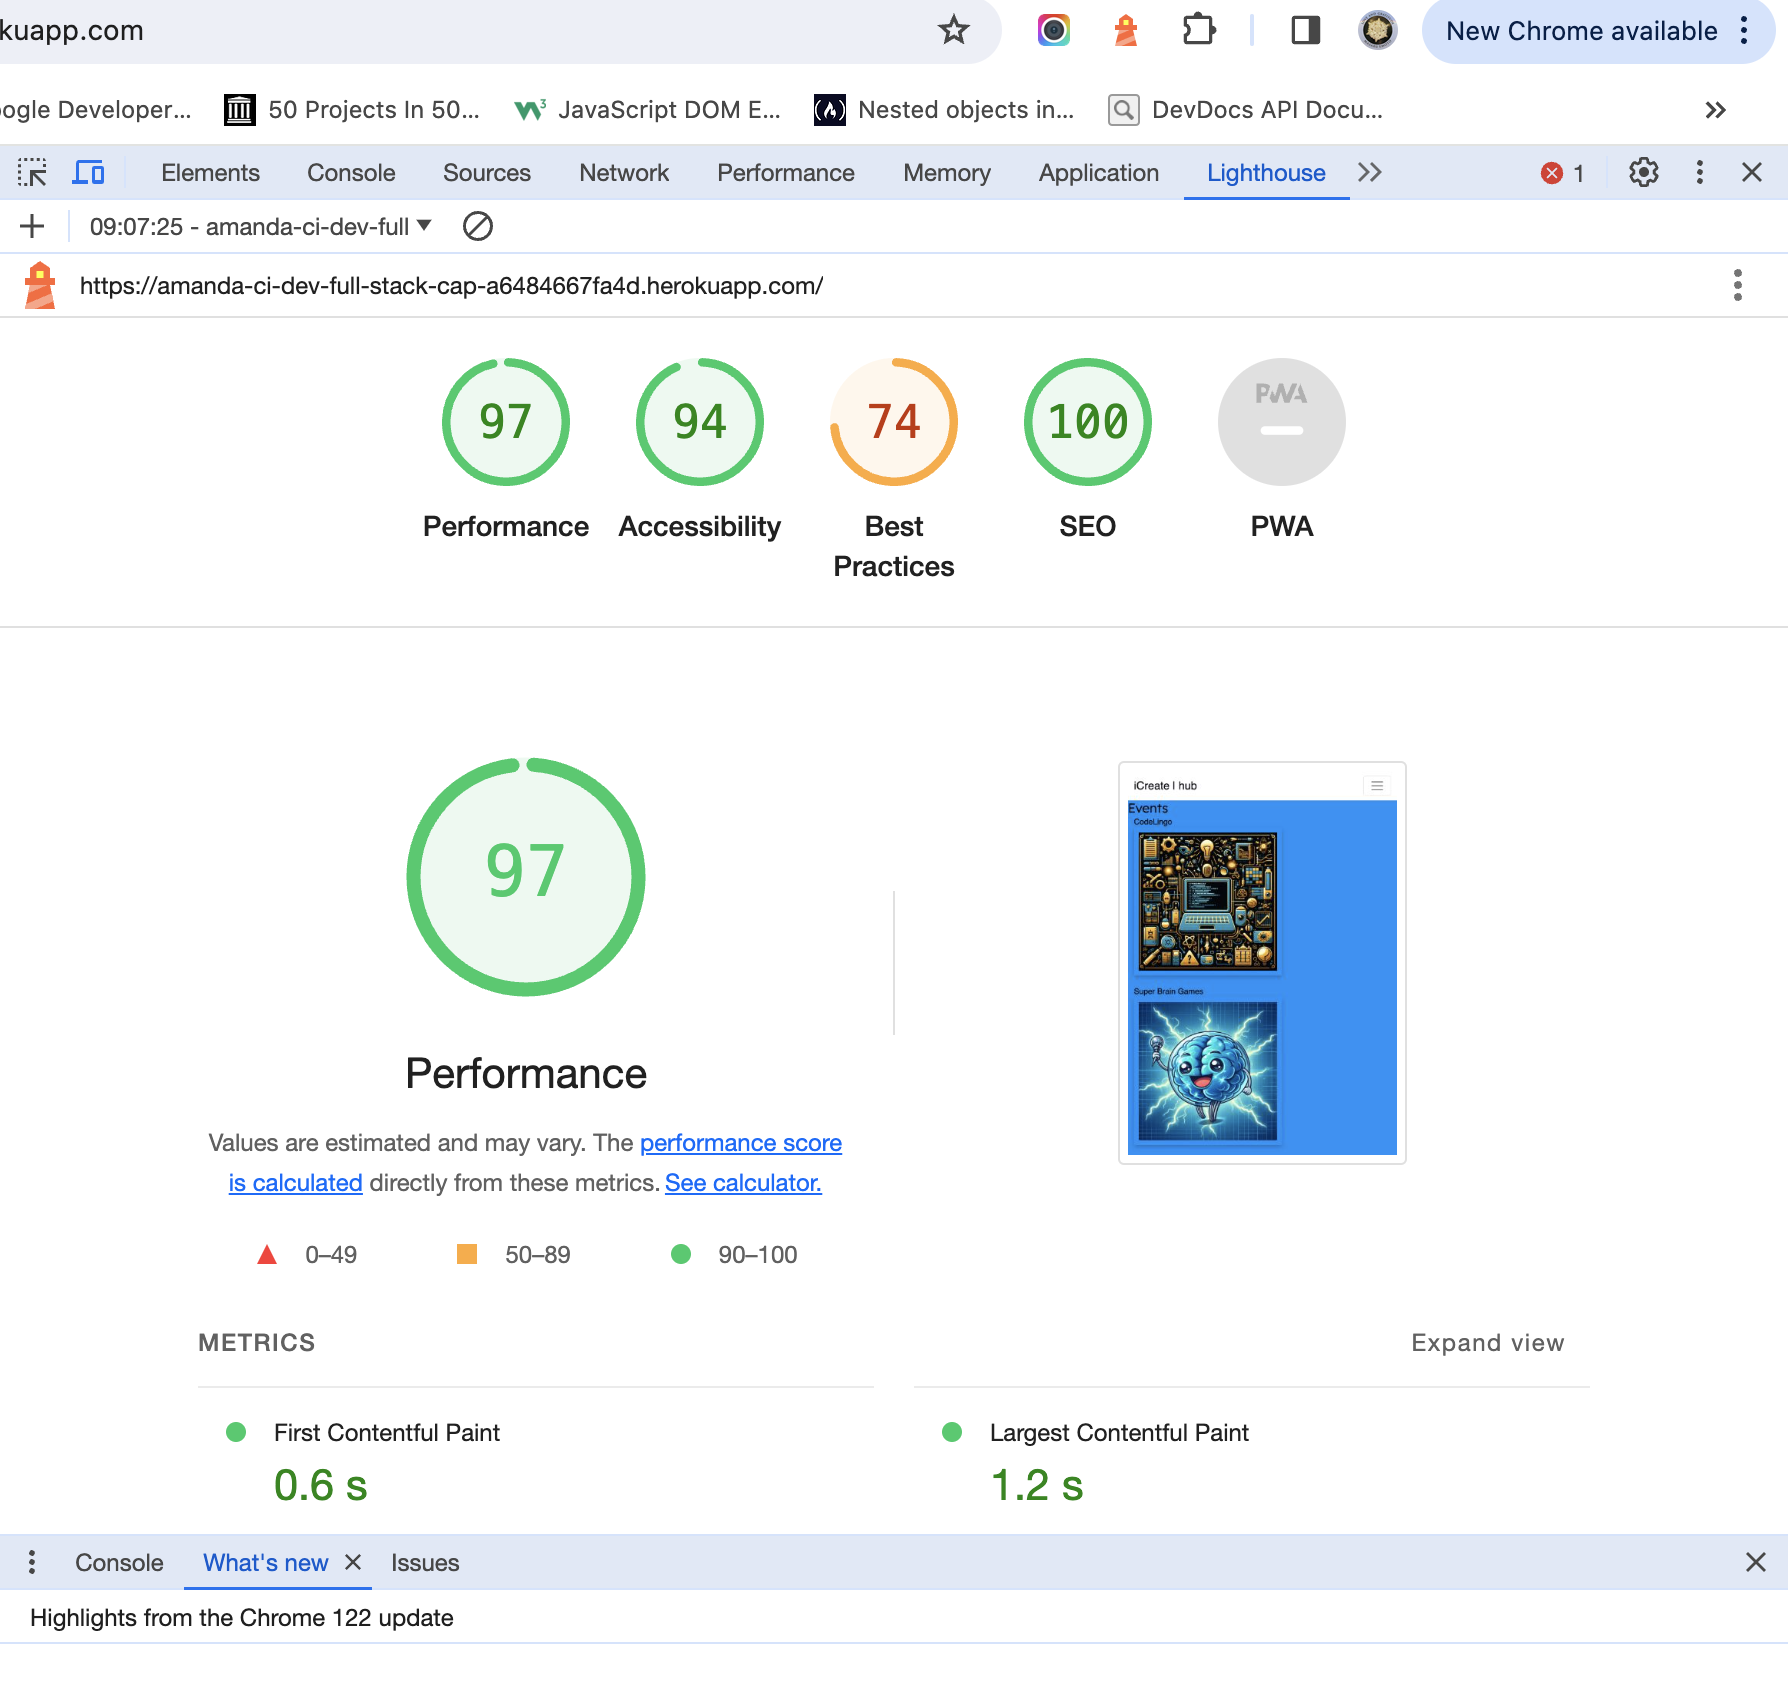 kuapp.com
New Chrome available
oogle Developer...
50 Projects In 50...
JavaScript DOM E...
Nested objects in...
DevDocs API Docu...
Elements Console Sources Network Performance Memory Application Lighthouse 1
09:07:25 - amanda-ci-dev-full
https://amanda-ci-dev-full-stack-cap-a6484667fa4d.herokuapp.com/
97 94 74 100 PWA
Performance Accessibility Best SEO PWA
Practices
97
Performance
Values are estimated and may vary. The performance score
is calculated directly from these metrics. See calculator.
0–49 50–89 90–100
iCreate I hub
Events
CodeLingo
Super Brain Games
METRICS
Expand view
First Contentful Paint
0.6 s
Largest Contentful Paint
1.2 s
Console What's new Issues
Highlights from the Chrome 122 update